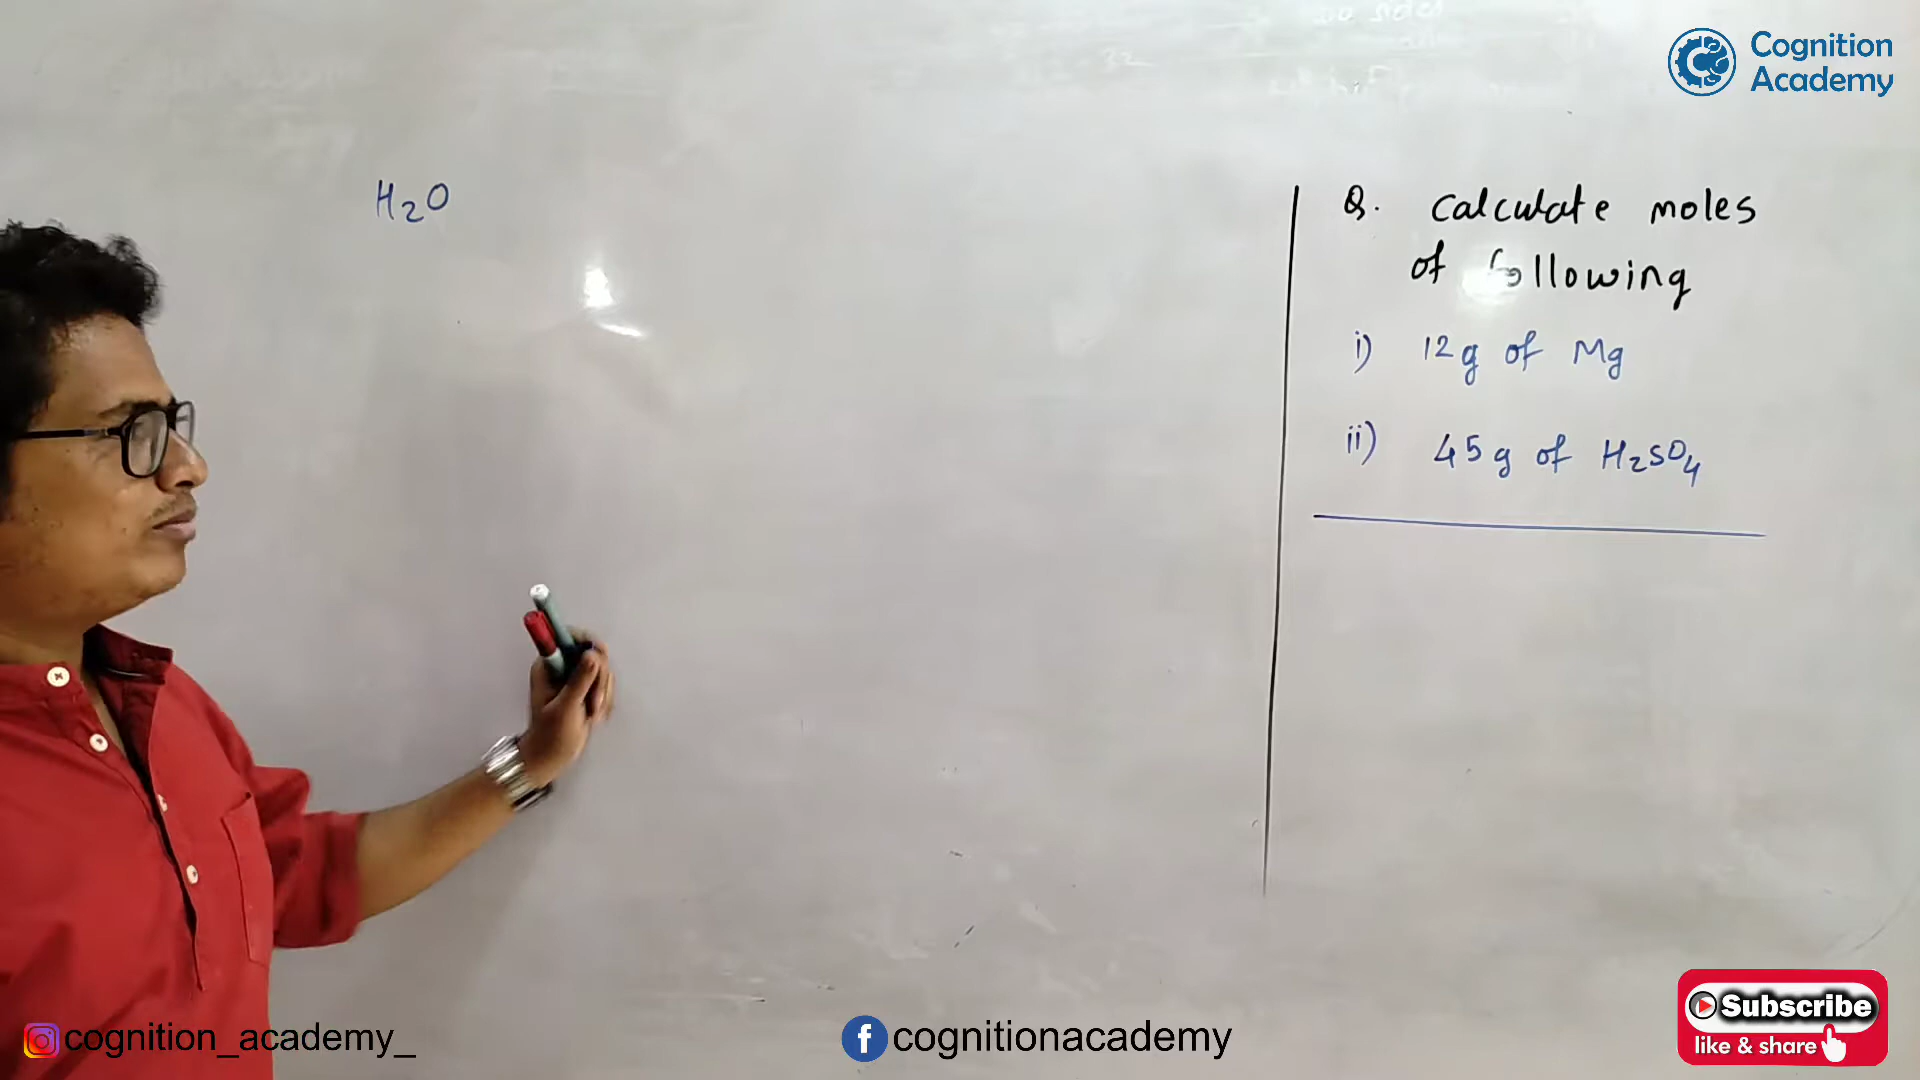 Cognition
Academy
H₂O
Q. Calculate moles
of following
i) 12g of Mg
ii) 45g of H₂SO₄
cognition_academy_
cognitionacademy
Subscribe
like & share